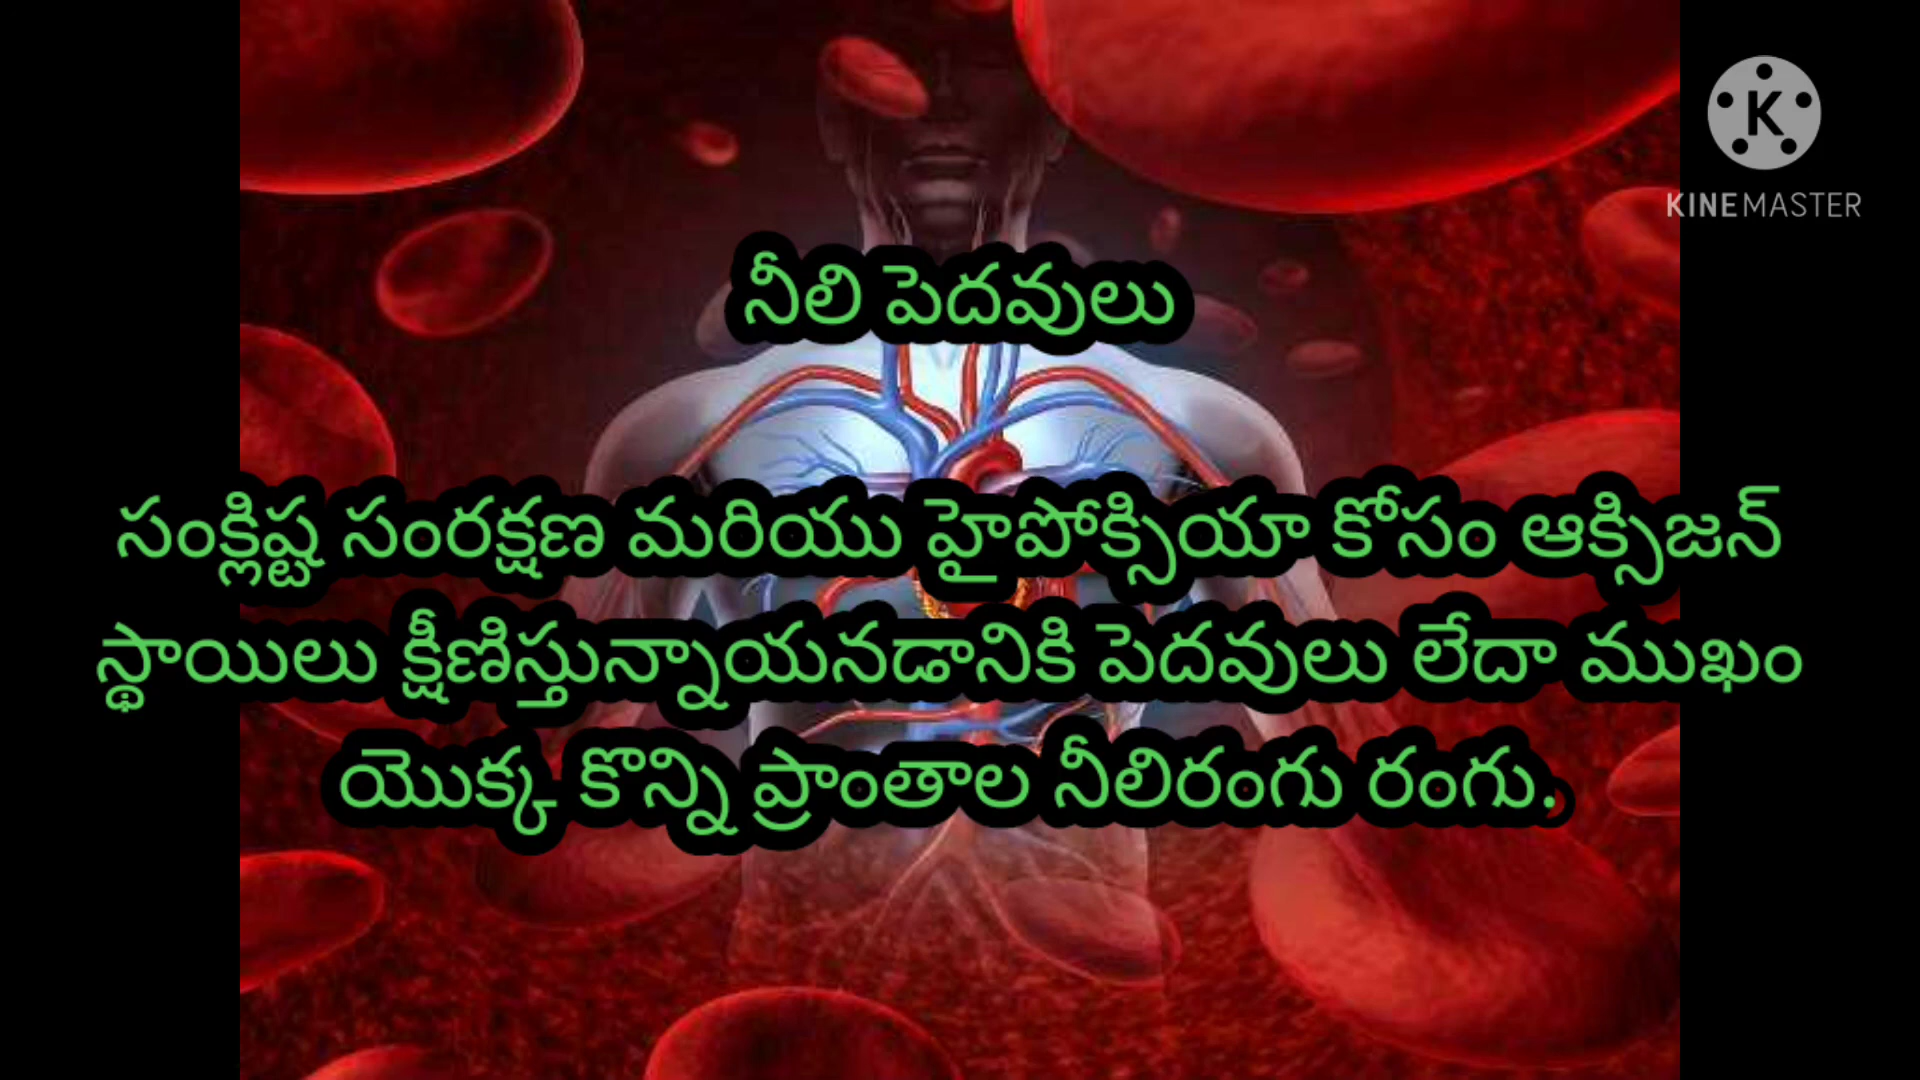 K
KINEMASTER
నీలి పెదవులు
సంక్లిష్ట సంరక్షణ మరియు హైపోక్సియా కోసం ఆక్సిజన్
స్థాయిలు క్షీణిస్తున్నాయనడానికి పెదవులు లేదా ముఖం
యొక్క కొన్ని ప్రాంతాల నీలిరంగు రంగు.